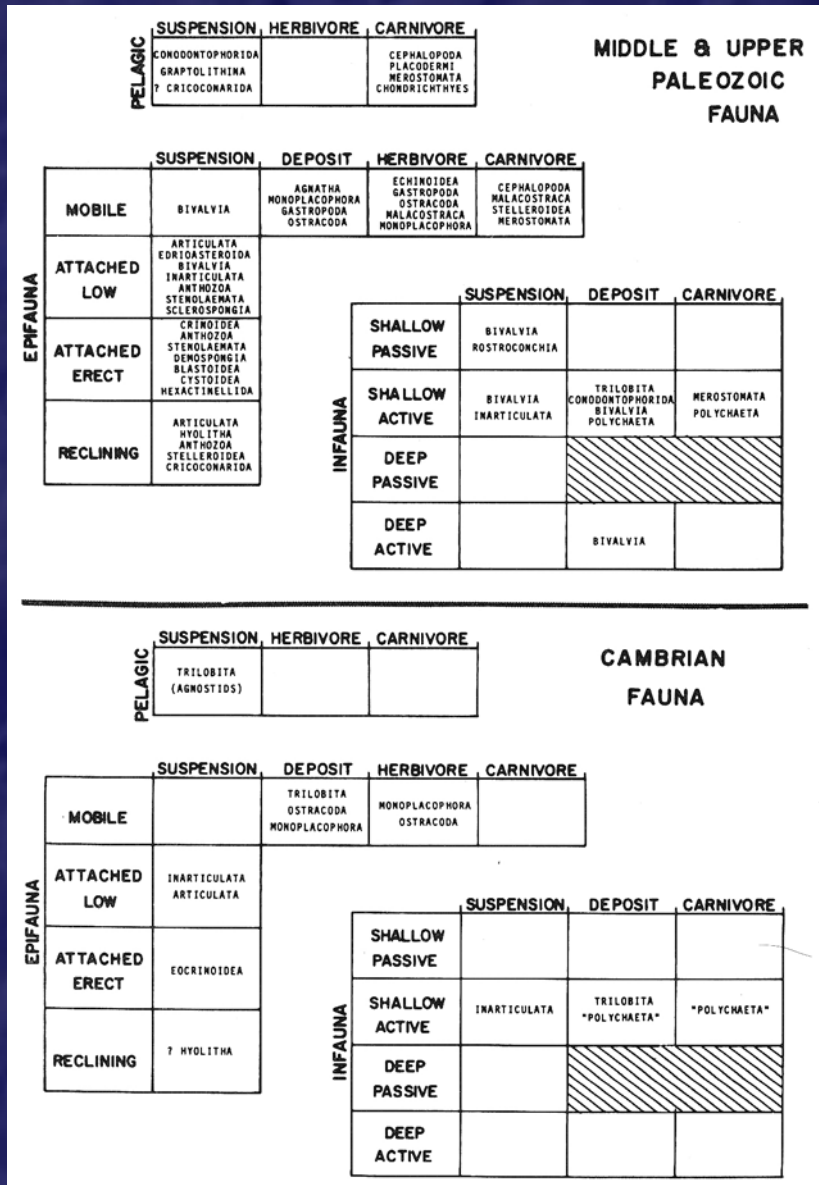 SUSPENSION HERBIVORE CARNIVORE
PELAGIC
CONODONTOPHORIDA
GRAPTOLITHINA
? CRICOCONARIDA
CEPHALOPODA
PLACODERMI
MEROSTOMATA
CHONDRICHTHYES
MIDDLE & UPPER
PALEOZOIC
FAUNA
SUSPENSION DEPOSIT HERBIVORE CARNIVORE
EPIFAUNA
MOBILE
BIVALVIA
AGNATHA
MONOPLACOPHORA
GASTROPODA
OSTRACODA
ECHINOIDEA
GASTROPODA
OSTRACODA
MALACOSTRACA
MONOPLACOPHORA
CEPHALOPODA
MALACOSTRACA
STELLEROIDEA
MEROSTOMATA
ATTACHED
LOW
ARTICULATA
EDRIOASTEROIDA
BIVALVIA
INARTICULATA
ANTHOZOA
STENOLAEMATA
SCLEROSPONGIA
ATTACHED
ERECT
CRINOIDEA
ANTHOZOA
STENOLAEMATA
DEMOSPONGIA
BLASTOIDEA
CYSTOIDEA
HEXACTINELLIDA
RECLINING
ARTICULATA
HYOLITHA
ANTHOZOA
STELLEROIDEA
CRICOCONARIDA
SUSPENSION DEPOSIT CARNIVORE
INFAUNA
SHALLOW
PASSIVE
BIVALVIA
ROSTROCONCHIA
SHALLOW
ACTIVE
BIVALVIA
INARTICULATA
TRILOBITA
CONODONTOPHORIDA
BIVALVIA
POLYCHAETA
MEROSTOMATA
POLYCHAETA
DEEP
PASSIVE
DEEP
ACTIVE
BIVALVIA
SUSPENSION HERBIVORE CARNIVORE
PELAGIC
TRILOBITA
(AGNOSTIDS)
CAMBRIAN
FAUNA
SUSPENSION DEPOSIT HERBIVORE CARNIVORE
EPIFAUNA
MOBILE
TRILOBITA
OSTRACODA
MONOPLACOPHORA
MONOPLACOPHORA
OSTRACODA
ATTACHED
LOW
INARTICULATA
ARTICULATA
ATTACHED
ERECT
EOCRINOIDEA
RECLINING
? HYOLITHA
SUSPENSION DEPOSIT CARNIVORE
INFAUNA
SHALLOW
PASSIVE
SHALLOW
ACTIVE
INARTICULATA
TRILOBITA
"POLYCHAETA"
"POLYCHAETA"
DEEP
PASSIVE
DEEP
ACTIVE